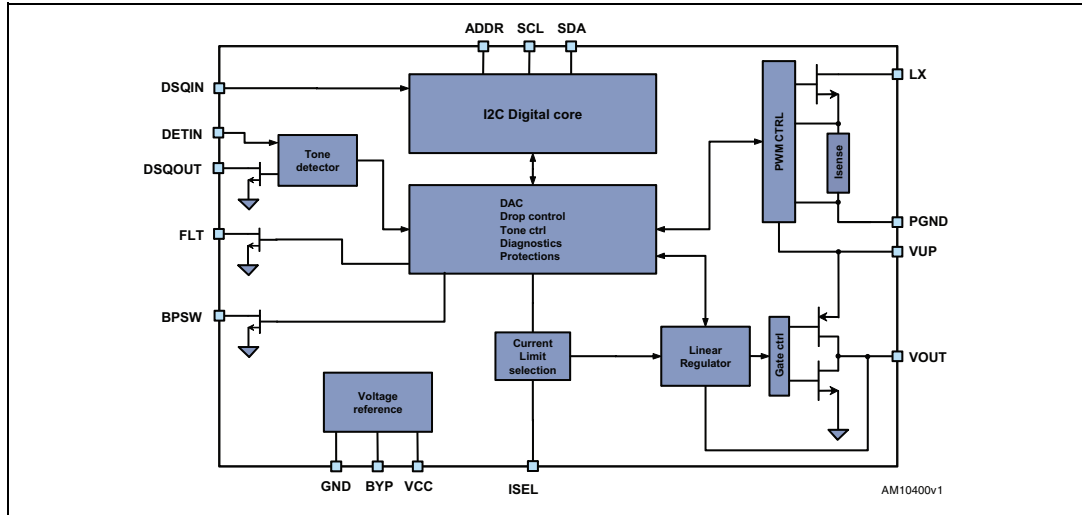 ADDR SCL SDA
DSQIN
I2C Digital core
LX
DETIN
Tone
detector
DSQOUT
PWM CTRL
Isense
DAC
Drop control
Tone ctrl
Diagnostics
Protections
FLT
PGND
VUP
BPSW
Current
Limit
selection
Linear
Regulator
Gate ctrl
VOUT
Voltage
reference
GND BYP VCC
ISEL
AM10400v1